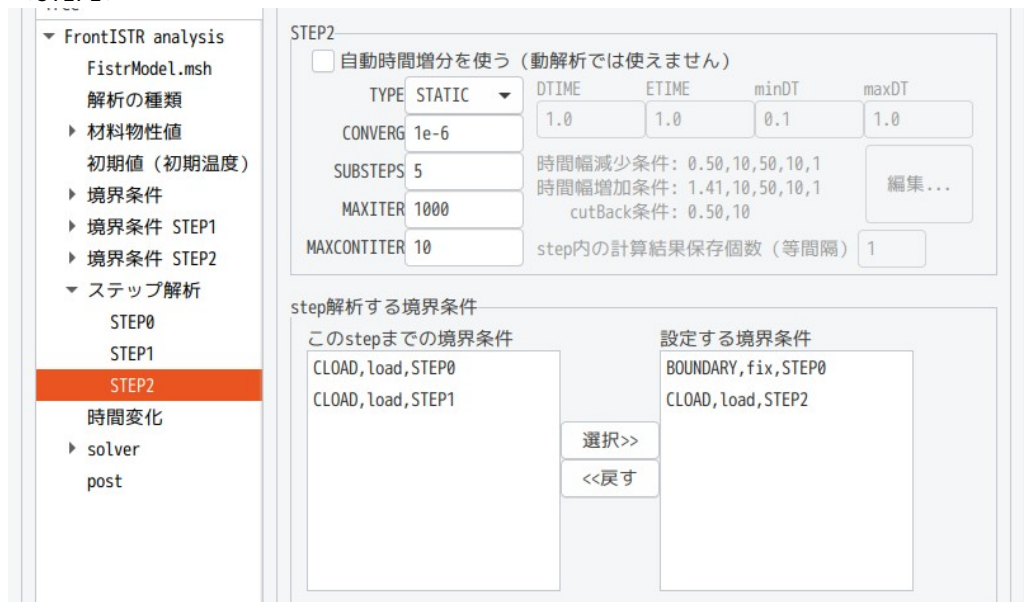 FrontISTR analysis
FistrModel.msh
解析の種類
材料物性値
初期値（初期温度）
境界条件
境界条件 STEP1
境界条件 STEP2
ステップ解析
STEP0
STEP1
STEP2
時間変化
solver
post
STEP2
自動時間増分を使う（動解析では使えません）
TYPE STATIC
CONVERG 1e-6
SUBSTEPS 5
MAXITER 1000
MAXCONTITER 10
DTIME ETIME minDT maxDT
1.0 1.0 0.1 1.0
時間幅減少条件: 0.50,10,50,10,1
時間幅増加条件: 1.41,10,50,10,1
cutBack条件: 0.50,10
編集...
step内の計算結果保存個数（等間隔） 1
step解析する境界条件
このstepまでの境界条件
CLOAD,load,STEP0
CLOAD,load,STEP1
選択>>
<<戻す
設定する境界条件
BOUNDARY,fix,STEP0
CLOAD,load,STEP2